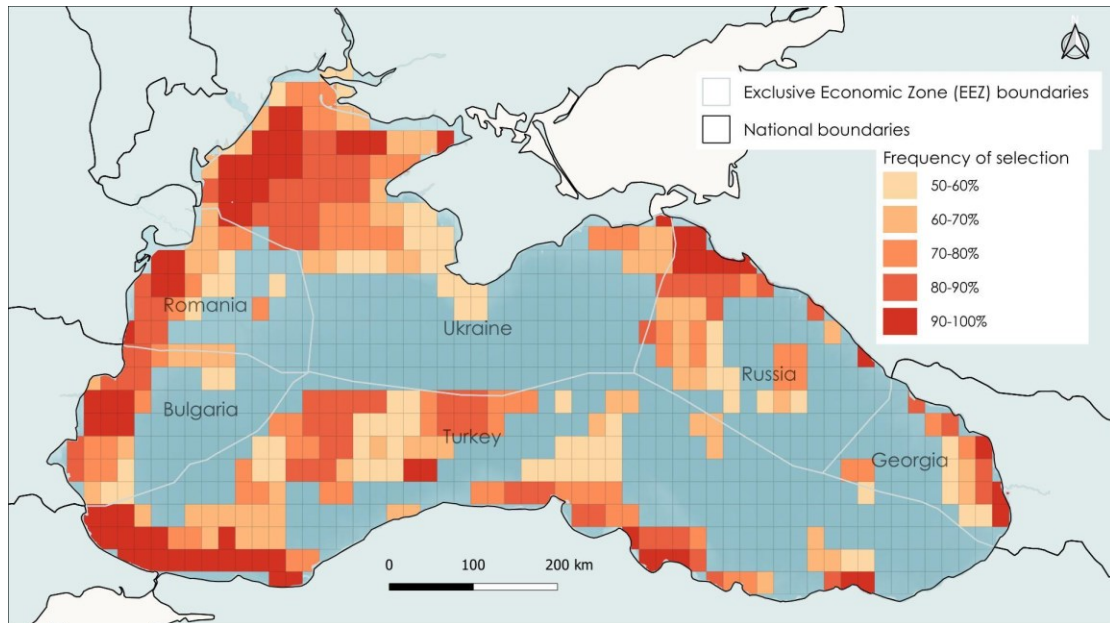 N
Exclusive Economic Zone (EEZ) boundaries
National boundaries
Frequency of selection
50-60%
60-70%
70-80%
80-90%
90-100%
Romania
Ukraine
Russia
Bulgaria
Turkey
Georgia
0 100 200 km